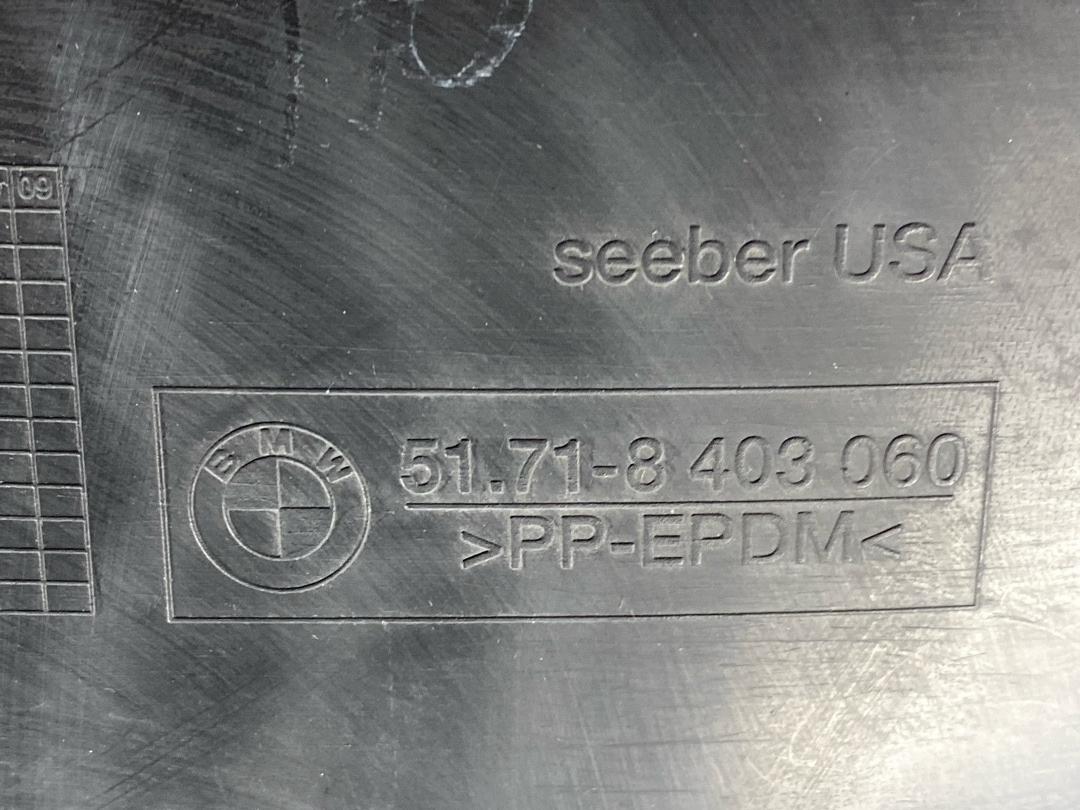 09
seeber USA
BMW
51.71-8 403 060
>PP-EPDM<